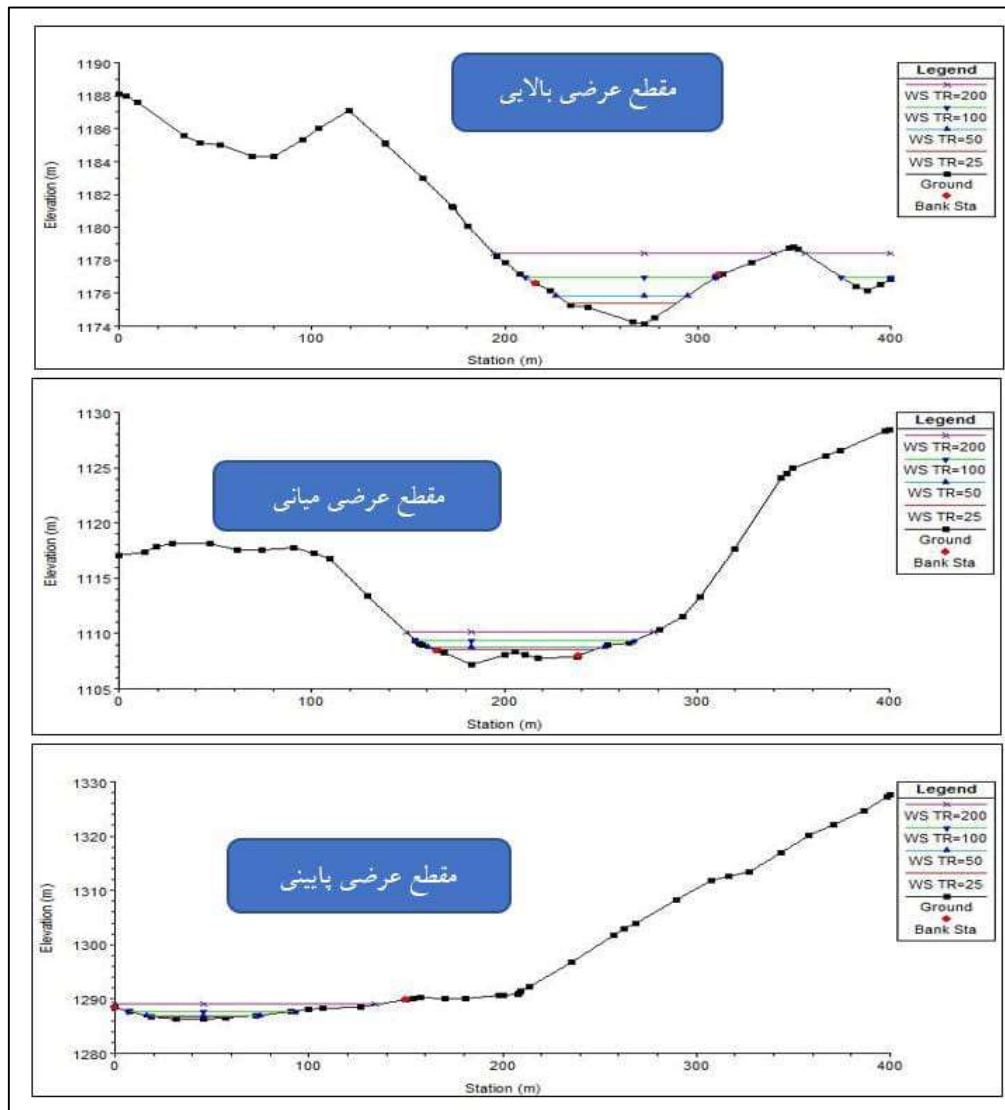 مقطع عرضی بالایی
Elevation (m)
1190
1188
1186
1184
1182
1180
1178
1176
1174
0
100
200
300
400
Station (m)
Legend
WS TR=200
WS TR=100
WS TR=50
WS TR=25
Ground
Bank Sta
مقطع عرضی میانی
Elevation (m)
1130
1125
1120
1115
1110
1105
0
100
200
300
400
Station (m)
Legend
WS TR=200
WS TR=100
WS TR=50
WS TR=25
Ground
Bank Sta
مقطع عرضی پایینی
Elevation (m)
1330
1320
1310
1300
1290
1280
0
100
200
300
400
Station (m)
Legend
WS TR=200
WS TR=100
WS TR=50
WS TR=25
Ground
Bank Sta